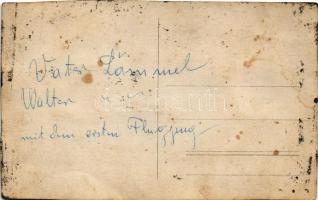 Vater Lämmel
Walter
mit dem ersten Flugzeug